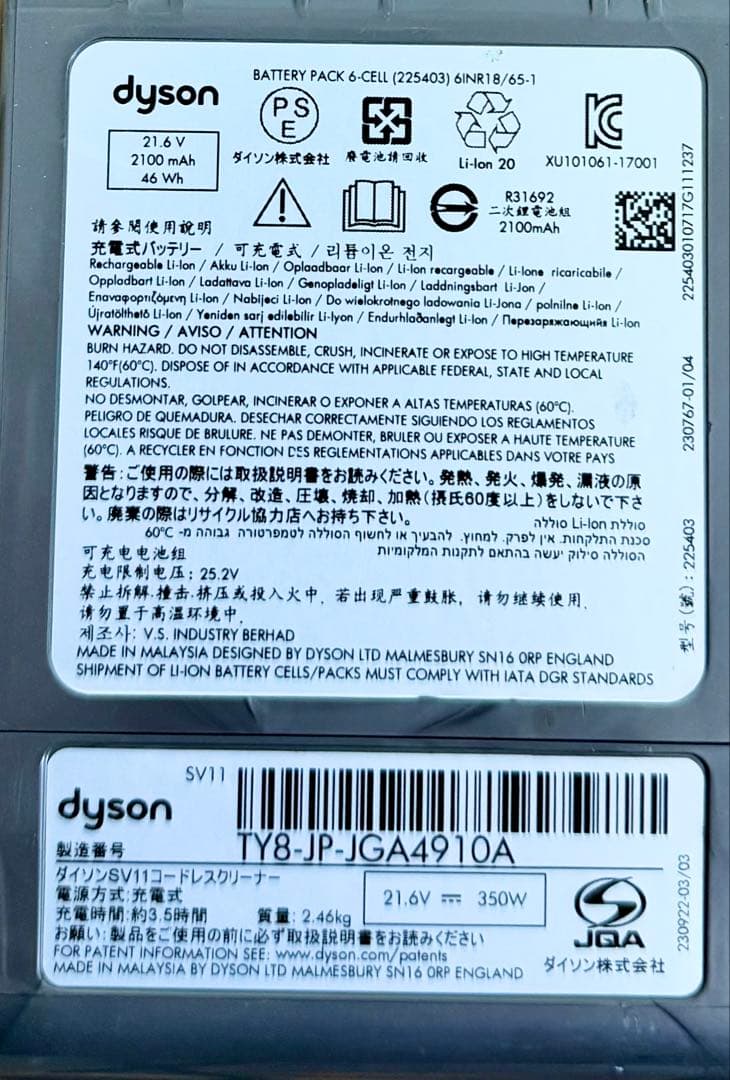 BATTERY PACK 6-CELL (225403) 6INR18/65-1
dyson
21.6 V
2100 mAh
46 Wh
PS
E
ダイソン株式会社
廃電池請回收
Li-Ion 20
XU101061-17001
R31692
二次鋰電池組
2100mAh
請參閱使用說明
充電式バッテリー / 可充電式 / 리튬이온 전지
Rechargeable Li-Ion / Akku Li-Ion / Oplaadbaar Li-Ion / Li-Ion recargeable / Li-Ione ricaricabile /
Oppladbart Li-Ion / Ladattava Li-Ion / Genopladeligt Li-Ion / Laddningsbart Li-Jon /
Επαναφορτιζόμενη Li-Ion / Nabíjecí Li-Ion / Do wielokrotnego ladowania Li-Jona / polnilne Li-Ion /
Újratölthető Li-Ion / Yeniden sarj edilebilir Li-Iyon / Endurhlaðanlegt Li-Ion / Перезаряжающийся Li-Ion
WARNING / AVISO / ATTENTION
BURN HAZARD. DO NOT DISASSEMBLE, CRUSH, INCINERATE OR EXPOSE TO HIGH TEMPERATURE
140°F(60°C). DISPOSE OF IN ACCORDANCE WITH APPLICABLE FEDERAL, STATE AND LOCAL
REGULATIONS.
NO DESMONTAR, GOLPEAR, INCINERAR O EXPONER A ALTAS TEMPERATURAS (60°C).
PELIGRO DE QUEMADURA. DESECHAR CORRECTAMENTE SIGUIENDO LOS REGLAMENTOS
LOCALES RISQUE DE BRULURE. NE PAS DEMONTER, BRULER OU EXPOSER A HAUTE TEMPERATURE
(60°C). A RECYCLER EN FONCTION DES REGLEMENTATIONS APPLICABLES DANS VOTRE PAYS
警告:ご使用の際には取扱説明書をお読みください。発熱、発火、爆発、漏液の原
因となりますので、分解、改造、圧壊、焼却、加熱(摂氏60度以上)をしないで下さ
い。廃棄の際はリサイクル協力店へお持ち下さい。
סוללת Li-Ion סוללה
סכנת התלקחות. אין לפרק. למחוץ. להבעיר או לחשוף הסוללה לטמפרטורה גבוהה מ- 60°C
הסוללה סילוק יעשה בהתאם לתקנות המלקומיות
可充电电池组
充电限制电压: 25.2V
禁止拆解.撞击.挤压或投入火中. 若出现严重鼓胀, 请勿继续使用.
请勿置于高温环境中.
제조사: V.S. INDUSTRY BERHAD
MADE IN MALAYSIA DESIGNED BY DYSON LTD MALMESBURY SN16 0RP ENGLAND
SHIPMENT OF LI-ION BATTERY CELLS/PACKS MUST COMPLY WITH IATA DGR STANDARDS
225403010717G1111237
230767-01/04
型号(號): 225403
SV11
dyson
製造番号
TY8-JP-JGA4910A
ダイソンSV11コードレスクリーナー
電源方式:充電式
充電時間:約3.5時間 質量: 2.46kg
21.6V 350W
お願い: 製品をご使用の前に必ず取扱説明書をお読みください
FOR PATENT INFORMATION SEE: www.dyson.com/patents
MADE IN MALAYSIA BY DYSON LTD MALMESBURY SN16 0RP ENGLAND
JQA
ダイソン株式会社
230922-03/03